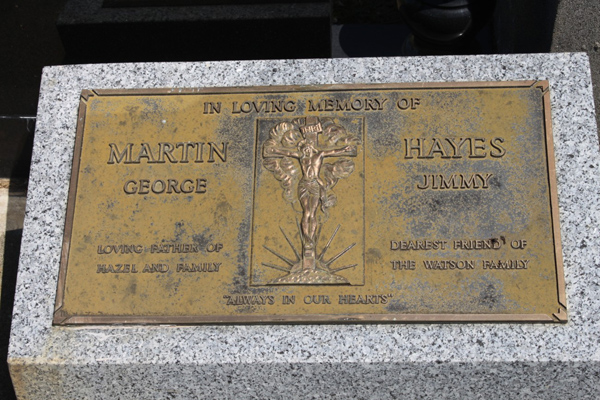 IN LOVING MEMORY OF
MARTIN
GEORGE
LOVING FATHER OF
HAZEL AND FAMILY
HAYES
JIMMY
DEAREST FRIEND OF
THE WATSON FAMILY
"ALWAYS IN OUR HEARTS"